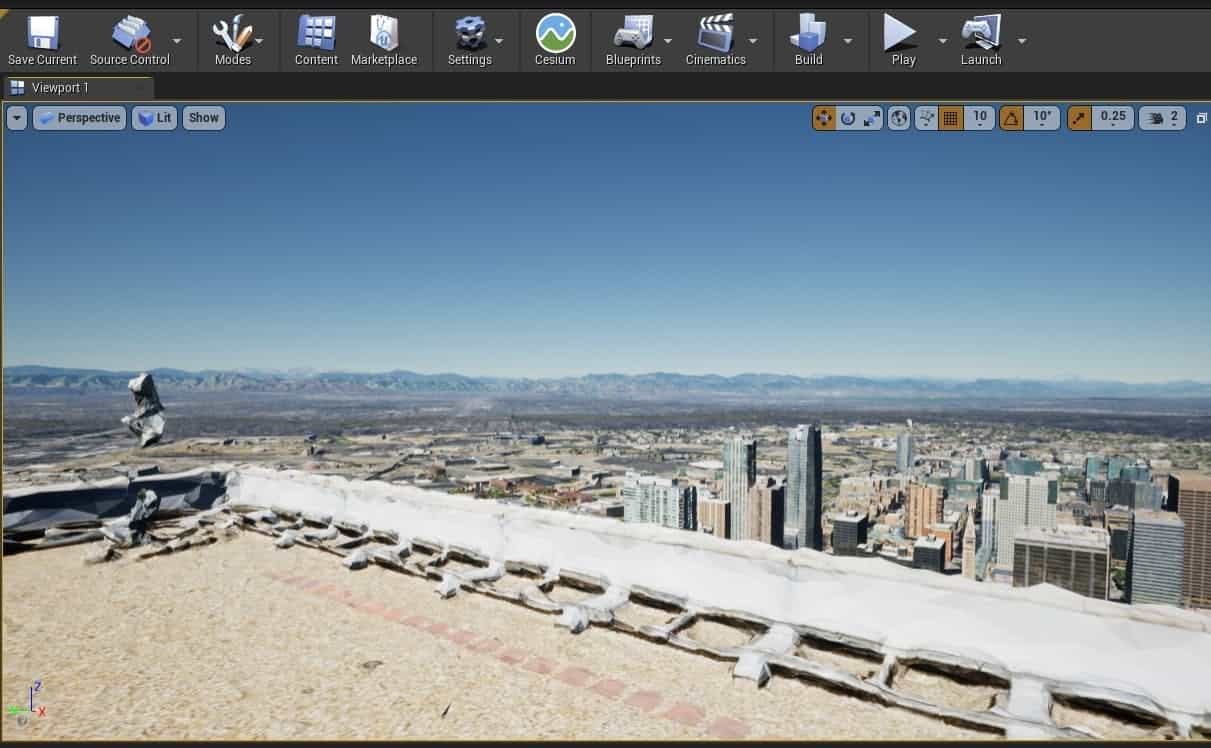 Save Current Source Control Modes Content Marketplace Settings Cesium Blueprints Cinematics Build Play Launch
Viewport 1
Perspective Lit Show 10 10° 0.25 2
Z
X